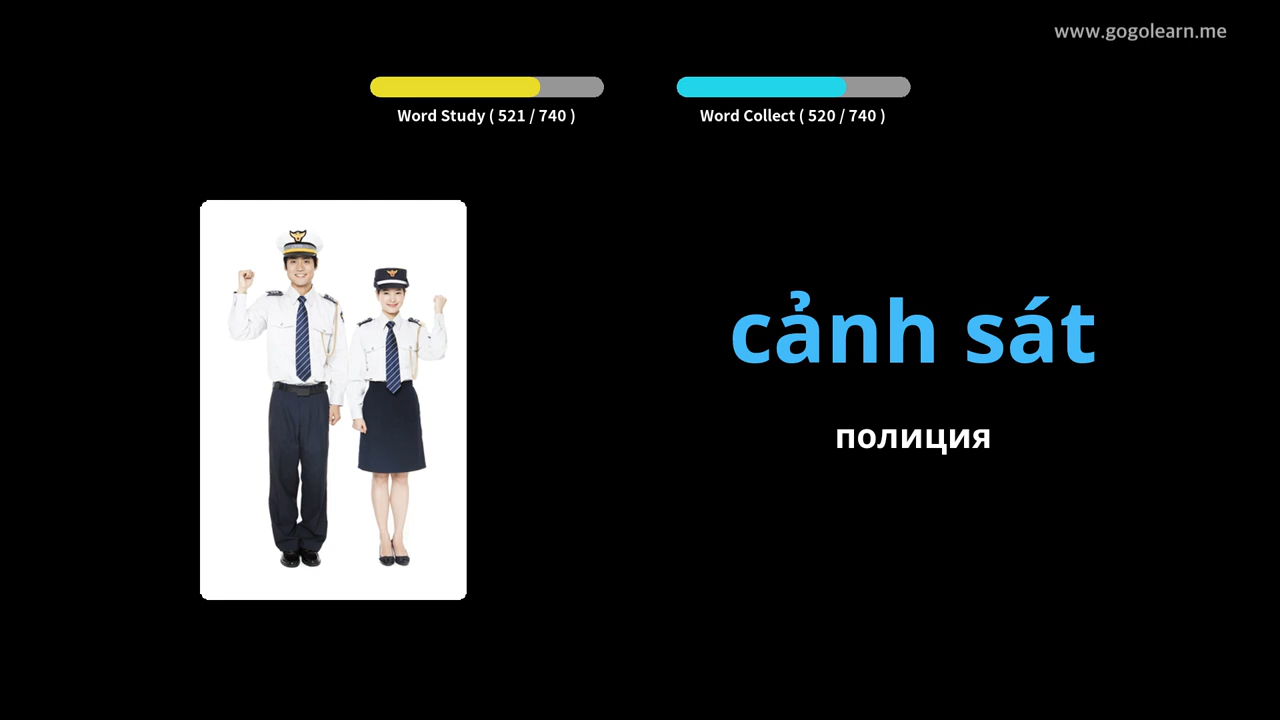 www.gogolearn.me
Word Study ( 521 / 740 )
Word Collect ( 520 / 740 )
cảnh sát
полиция